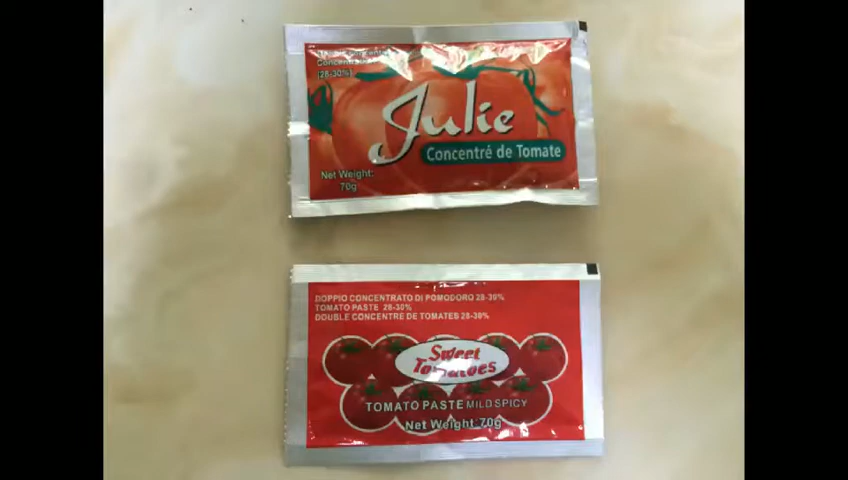 (28-30%)
Julie
Concentré de Tomate
Net Weight:
70g
DOPPIO CONCENTRATO DI POMODORO 28-30%
TOMATO PASTE 28-30%
DOUBLE CONCENTRE DE TOMATES 28-30%
Sweet
Tomatoes
TOMATO PASTE MILD SPICY
Net Weight 70g